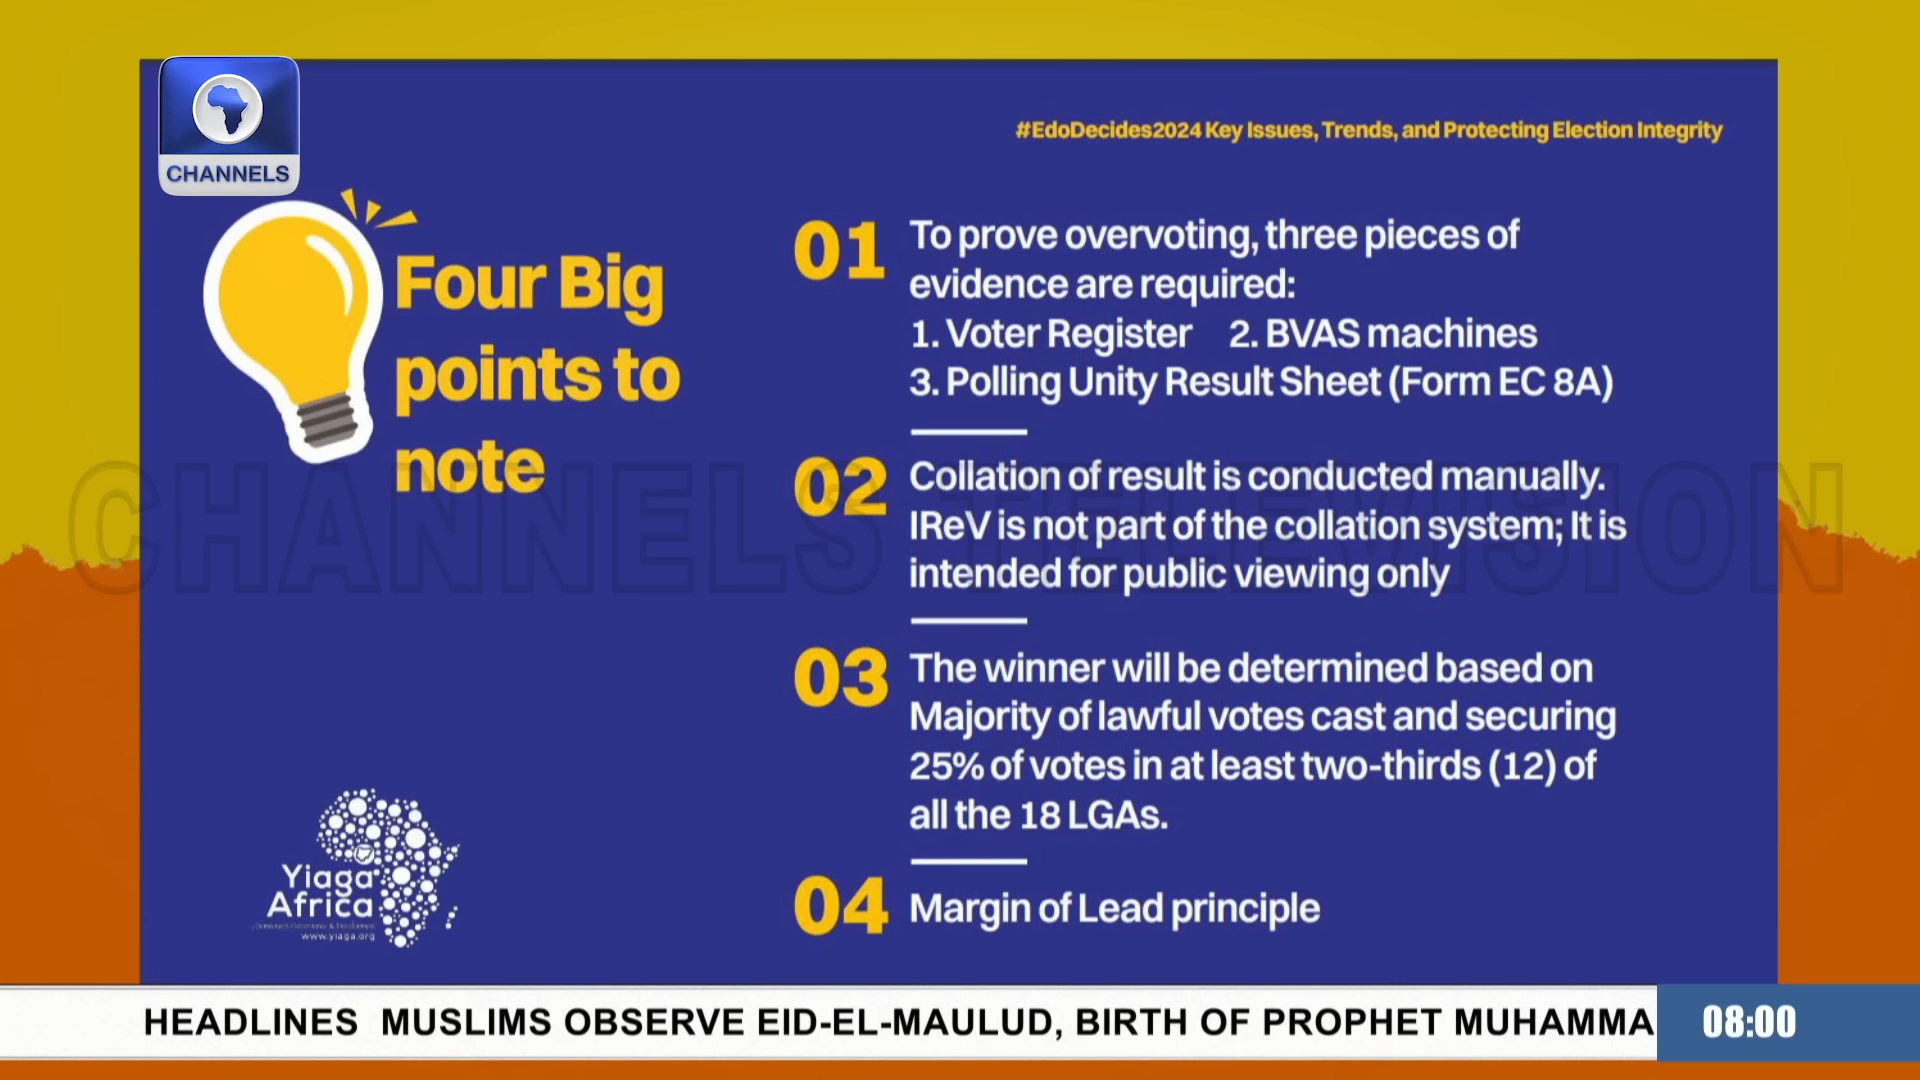 CHANNELS
#EdoDecides2024 Key Issues, Trends, and Protecting Election Integrity
Four Big
points to
note
01
To prove overvoting, three pieces of
evidence are required:
1. Voter Register 2. BVAS machines
3. Polling Unity Result Sheet (Form EC 8A)
02
Collation of result is conducted manually.
IReV is not part of the collation system; It is
intended for public viewing only
03
The winner will be determined based on
Majority of lawful votes cast and securing
25% of votes in at least two-thirds (12) of
all the 18 LGAs.
04
Margin of Lead principle
CHANNELS TELEVISION
Yiaga
Africa
www.yiaga.org
HEADLINES MUSLIMS OBSERVE EID-EL-MAULUD, BIRTH OF PROPHET MUHAMMA
08:00